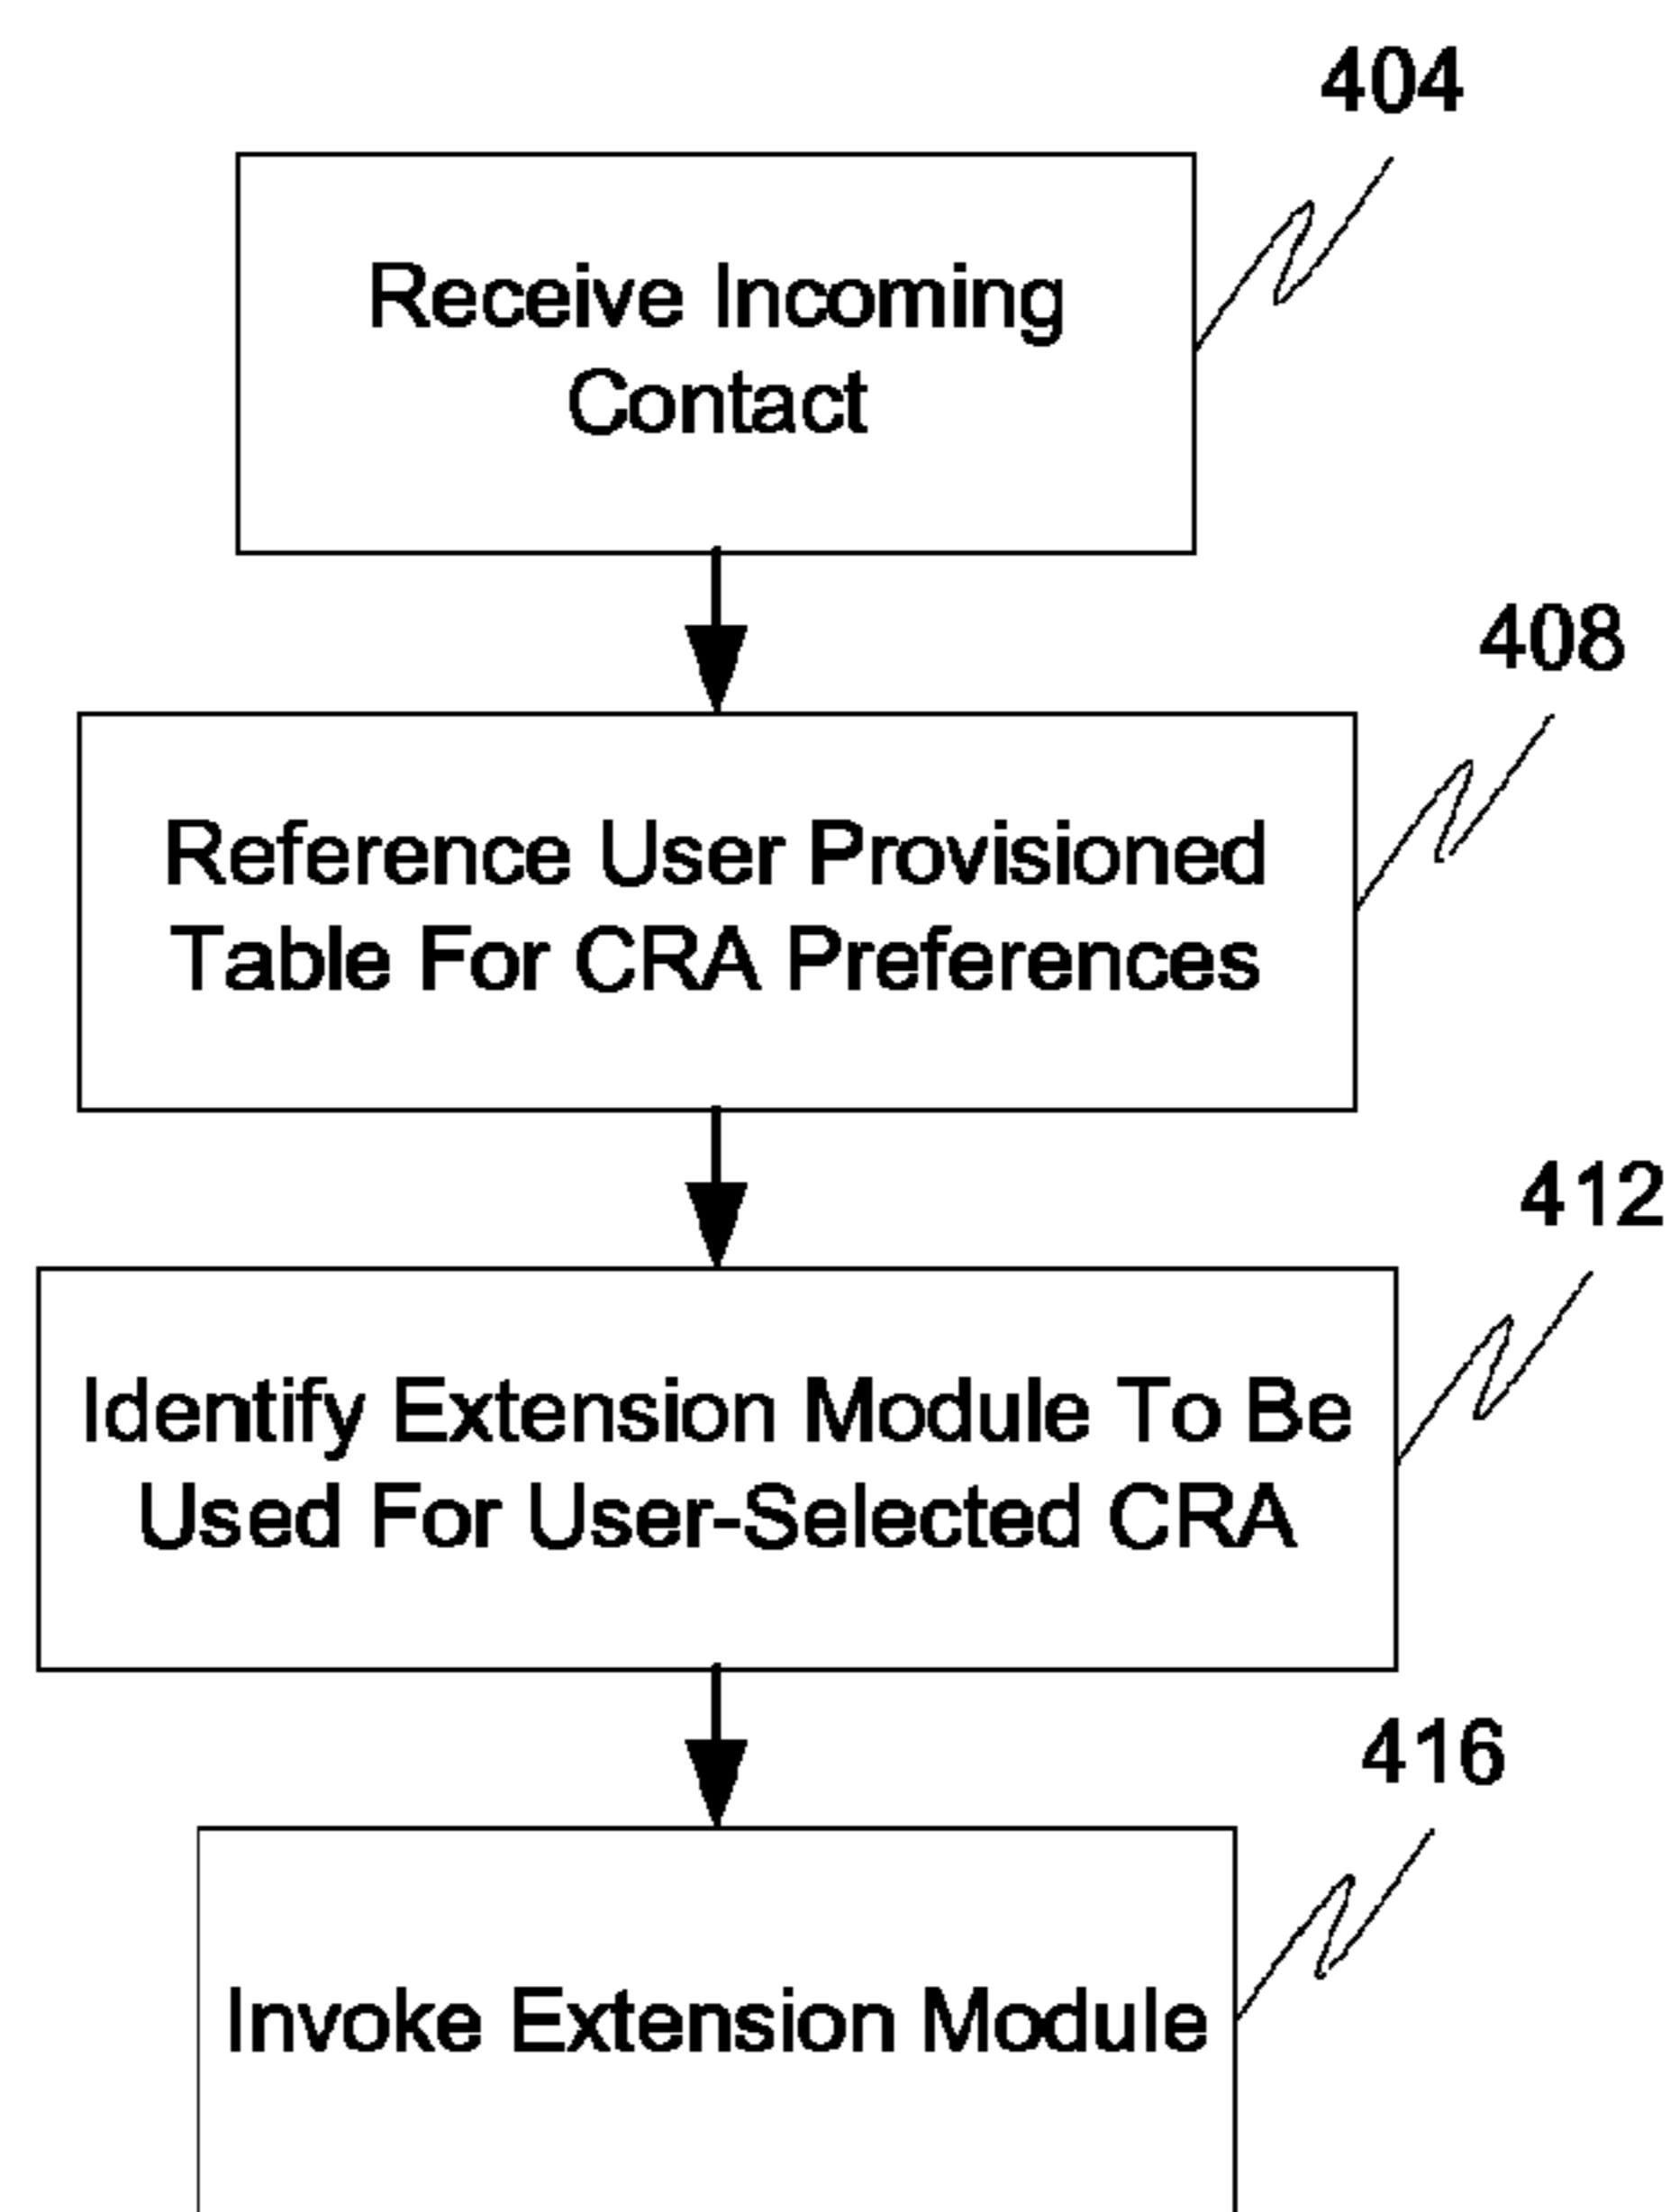 404
Receive Incoming
Contact
408
Reference User Provisioned
Table For CRA Preferences
412
Identify Extension Module To Be
Used For User-Selected CRA
416
Invoke Extension Module